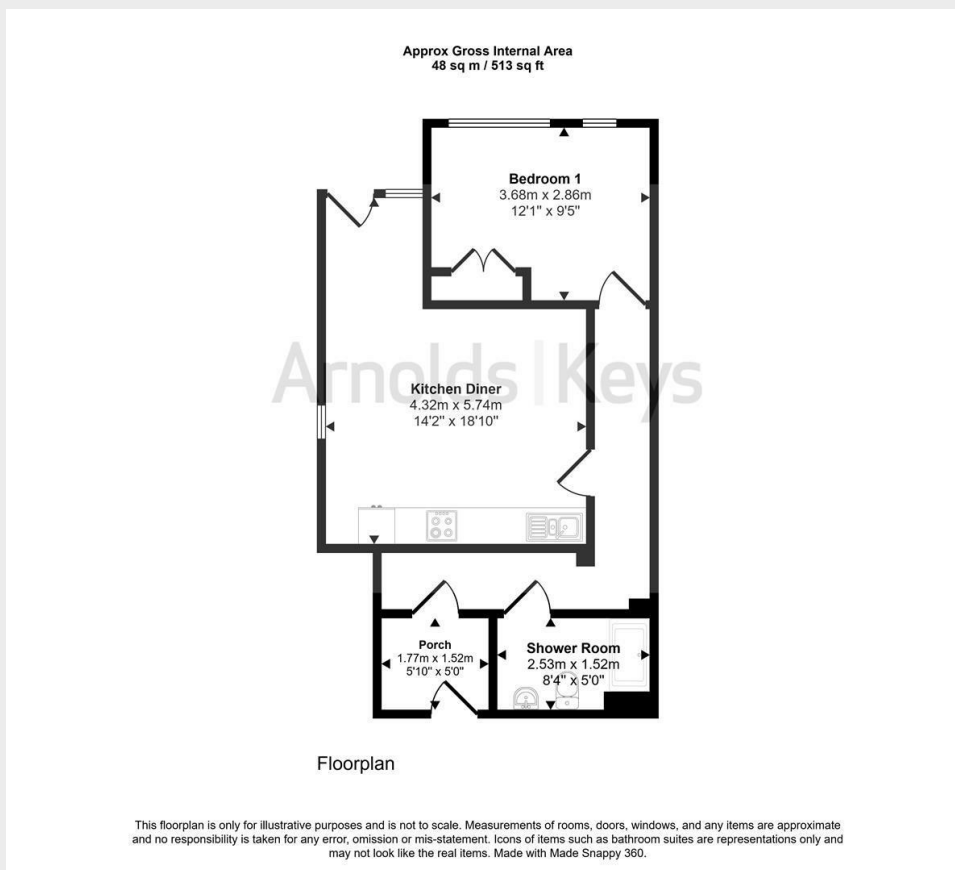 Approx Gross Internal Area
48 sq m / 513 sq ft
Bedroom 1
3.68m x 2.86m
12'1" x 9'5"
Arnolds | Keys
Kitchen Diner
4.32m x 5.74m
14'2" x 18'10"
Porch
1.77m x 1.52m
5'10" x 5'0"
Shower Room
2.53m x 1.52m
8'4" x 5'0"
Floorplan
This floorplan is only for illustrative purposes and is not to scale. Measurements of rooms, doors, windows, and any items are approximate
and no responsibility is taken for any error, omission or mis-statement. Icons of items such as bathroom suites are representations only and
may not look like the real items. Made with Made Snappy 360.